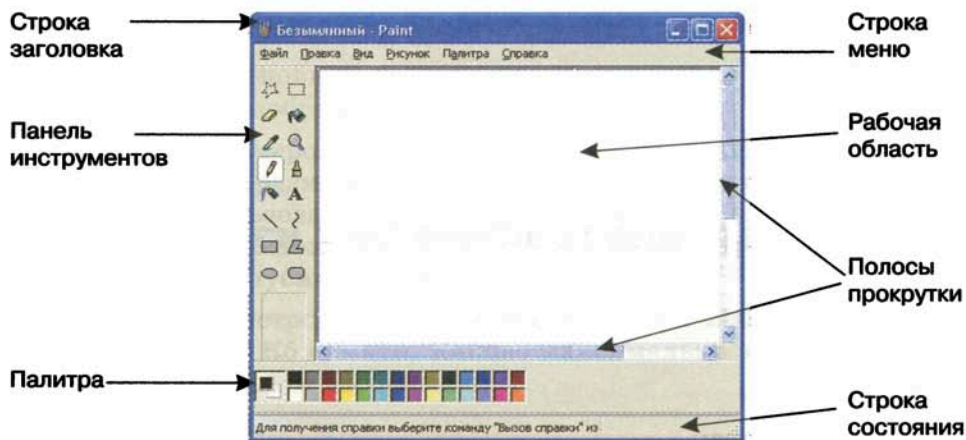 Строка
заголовка
Безымянный - Paint
Строка
меню
Файл Правка Вид Рисунок Палитра Справка
Панель
инструментов
Рабочая
область
A
Полосы
прокрутки
Палитра
Для получения справки выберите команду "Вызов справки" из
Строка
состояния